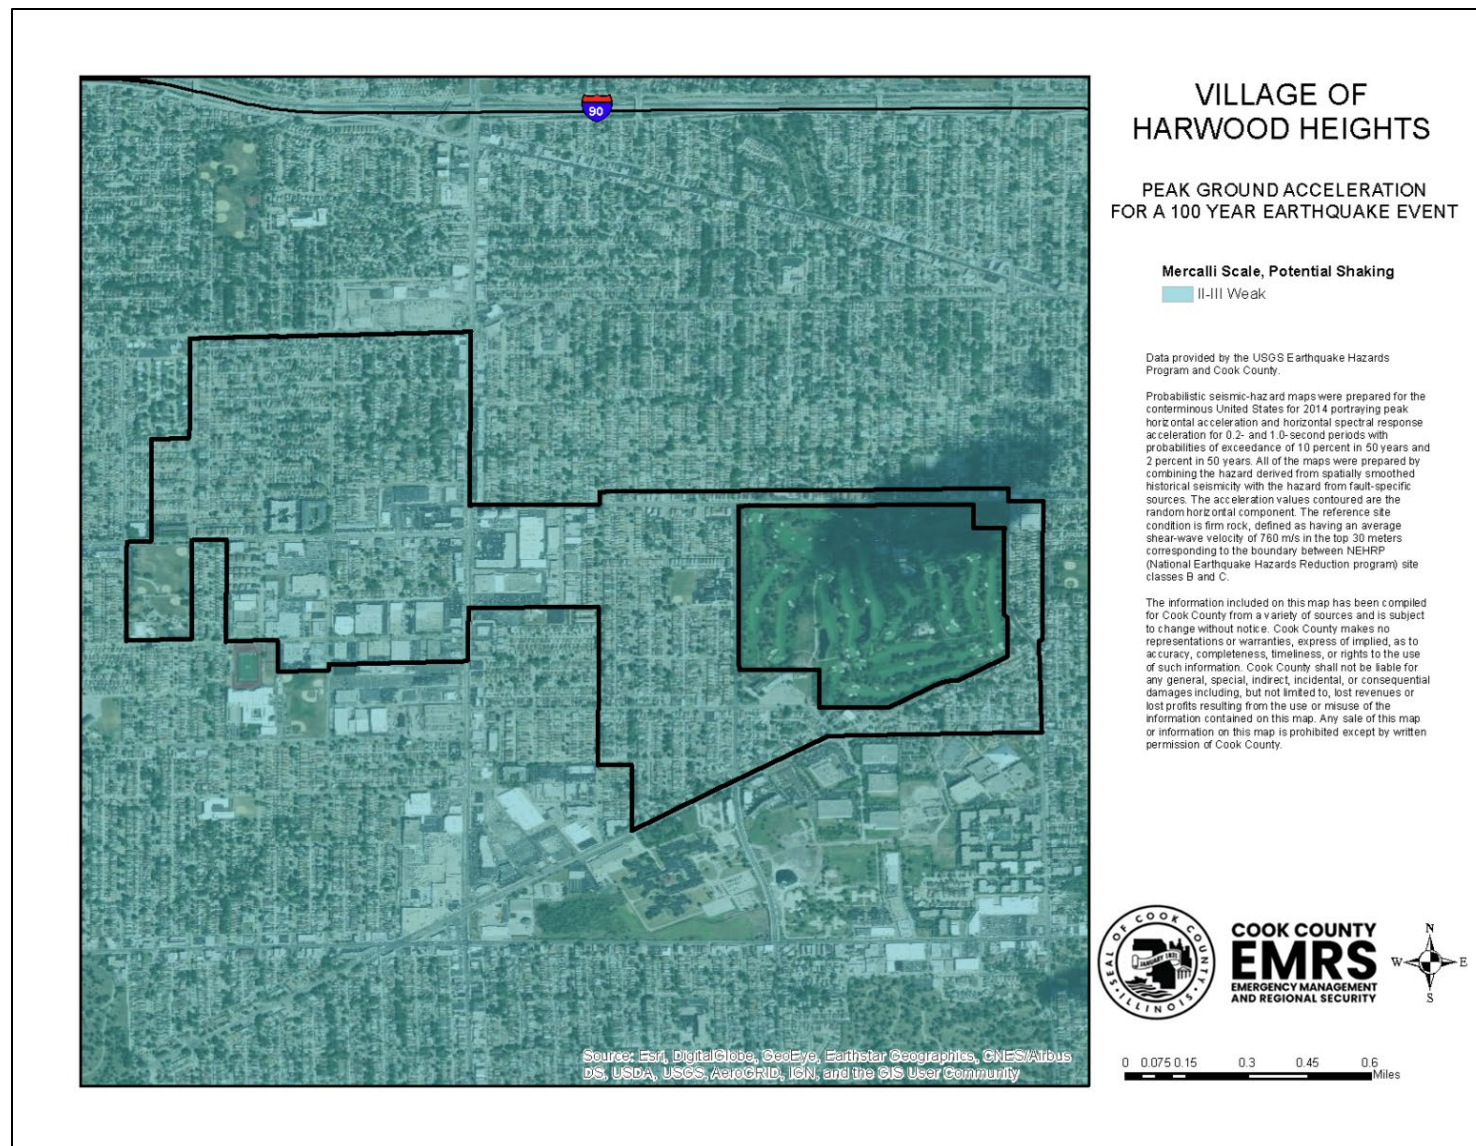 90
VILLAGE OF
HARWOOD HEIGHTS
PEAK GROUND ACCELERATION
FOR A 100 YEAR EARTHQUAKE EVENT
Mercalli Scale, Potential Shaking
II-III Weak
Data provided by the USGS Earthquake Hazards
Program and Cook County.
Probabilistic seismic-hazard maps were prepared for the
conterminous United States for 2014 portraying peak
horizontal acceleration and horizontal spectral response
acceleration for 0.2- and 1.0-second periods with
probabilities of exceedance of 10 percent in 50 years and
2 percent in 50 years. All of the maps were prepared by
combining the hazard derived from spatially smoothed
historical seismicity with the hazard from fault-specific
sources. The acceleration values contoured are the
random horizontal component. The reference site
condition is firm rock, defined as having an average
shear-wave velocity of 760 m/s in the top 30 meters
corresponding to the boundary between NEHRP
(National Earthquake Hazards Reduction program) site
classes B and C.
The information included on this map has been compiled
for Cook County from a variety of sources and is subject
to change without notice. Cook County makes no
representations or warranties, express of implied, as to
accuracy, completeness, timeliness, or rights to the use
of such information. Cook County shall not be liable for
any general, special, indirect, incidental, or consequential
damages including, but not limited to, lost revenues or
lost profits resulting from the use or misuse of the
information contained on this map. Any sale of this map
or information on this map is prohibited except by written
permission of Cook County.
SEAL OF COOK COUNTY
JANUARY 1831
ILLINOIS
COOK COUNTY
EMRS
EMERGENCY MANAGEMENT
AND REGIONAL SECURITY
N
W E
S
Source: Esri, DigitalGlobe, GeoEye, Earthstar Geographics, CNES/Airbus
DS, USDA, USGS, AeroGRID, IGN, and the GIS User Community
0 0.075 0.15 0.3 0.45 0.6
Miles